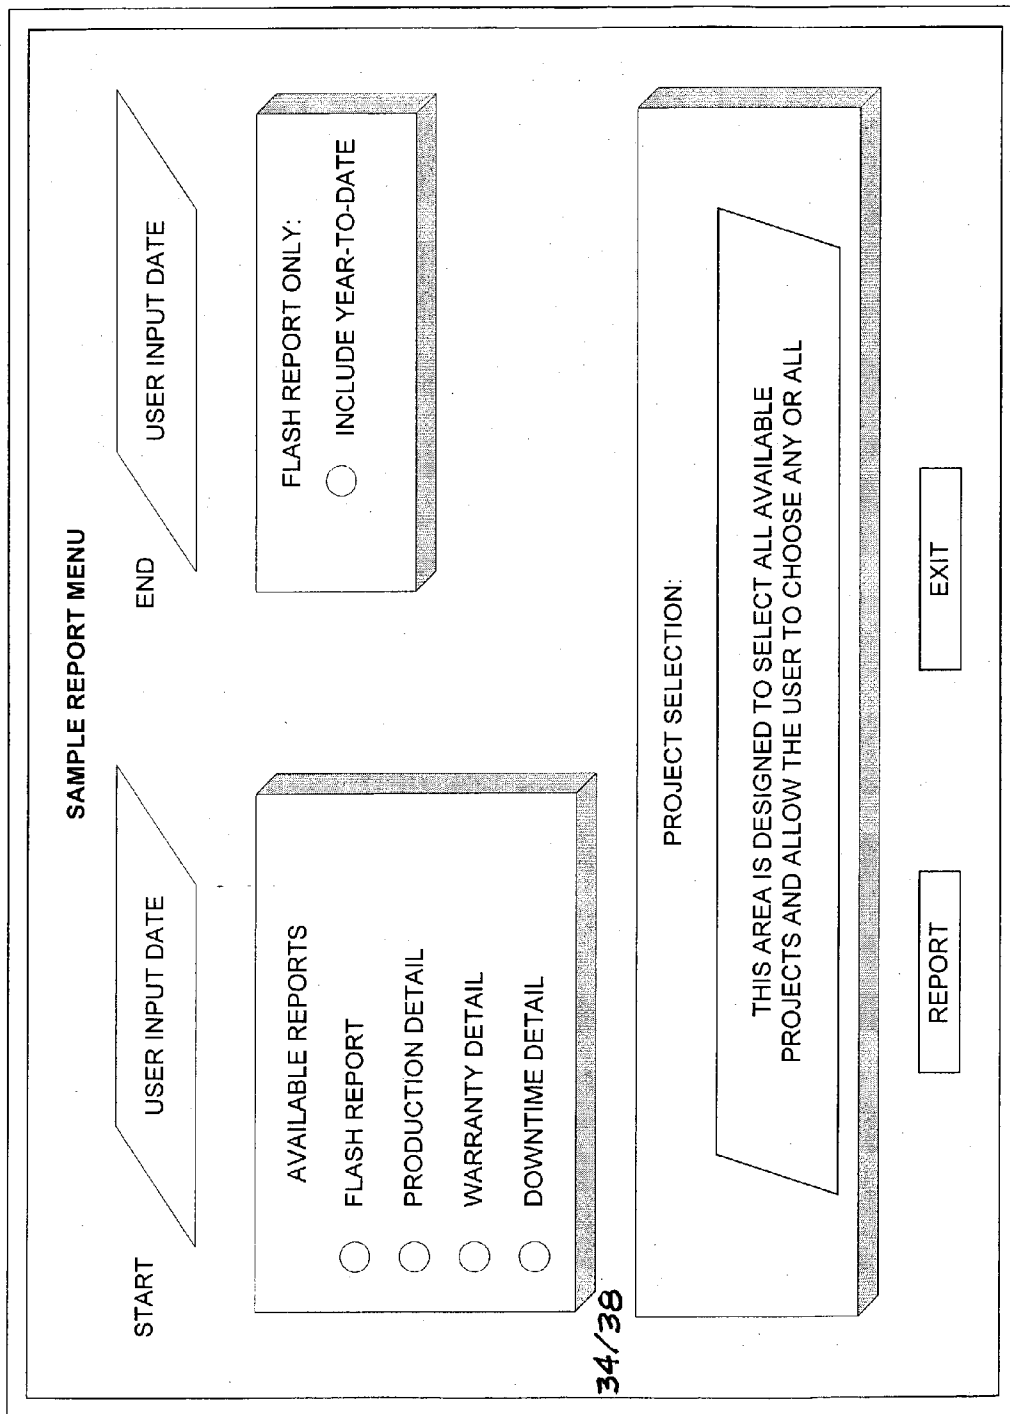 SAMPLE REPORT MENU
START
USER INPUT DATE
END
USER INPUT DATE
AVAILABLE REPORTS
FLASH REPORT
PRODUCTION DETAIL
WARRANTY DETAIL
DOWNTIME DETAIL
FLASH REPORT ONLY:
INCLUDE YEAR-TO-DATE
34/38
PROJECT SELECTION:
THIS AREA IS DESIGNED TO SELECT ALL AVAILABLE
PROJECTS AND ALLOW THE USER TO CHOOSE ANY OR ALL
REPORT
EXIT